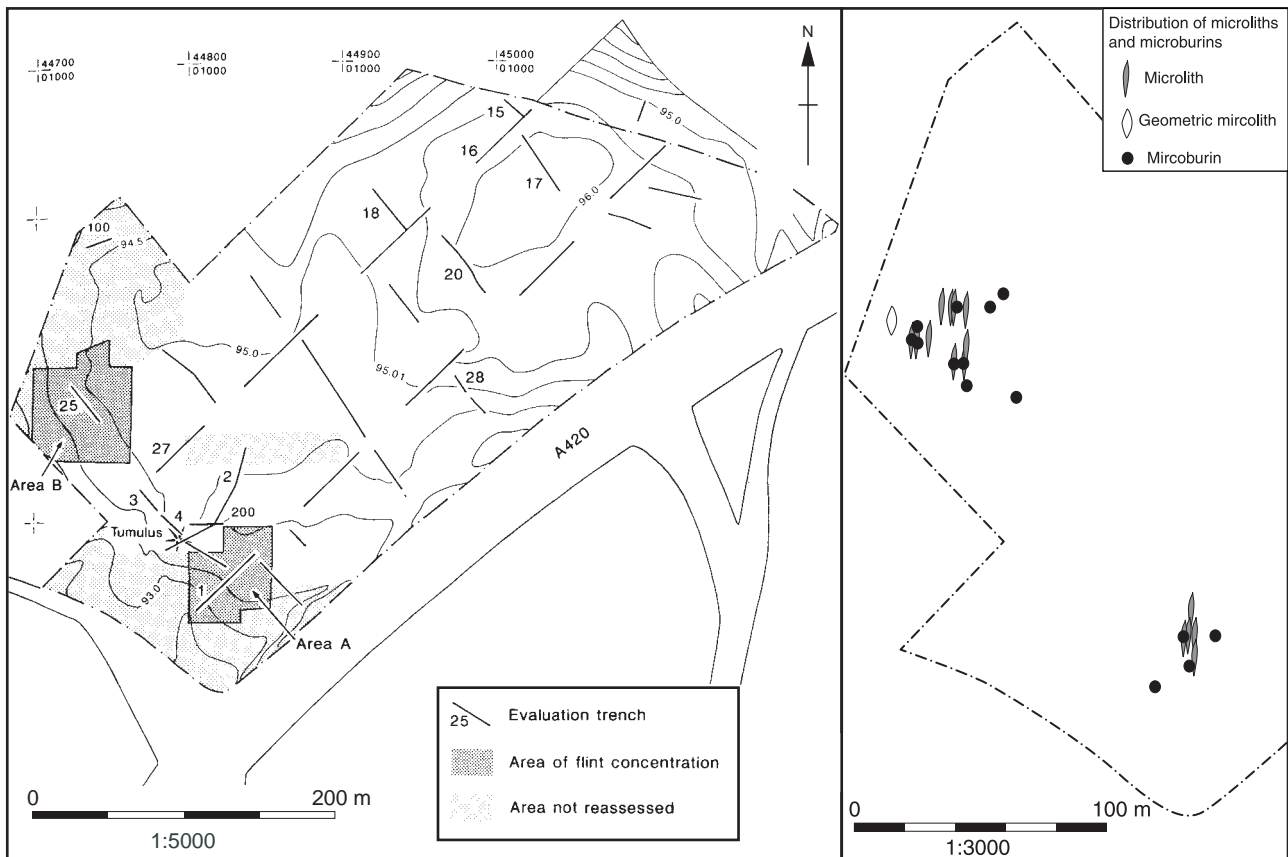 44700
01000
44800
01000
44900
01000
45000
01000
N
15
16
17
95.0
96.0
18
20
100
94.5
95.0
95.01
28
25
27
A420
Area B
3
2
4
200
Tumulus
93.0
1
Area A
25 Evaluation trench
Area of flint concentration
Area not reassessed
0 200 m
1:5000
Distribution of microliths
and microburins
Microlith
Geometric mircolith
Mircoburin
0 100 m
1:3000